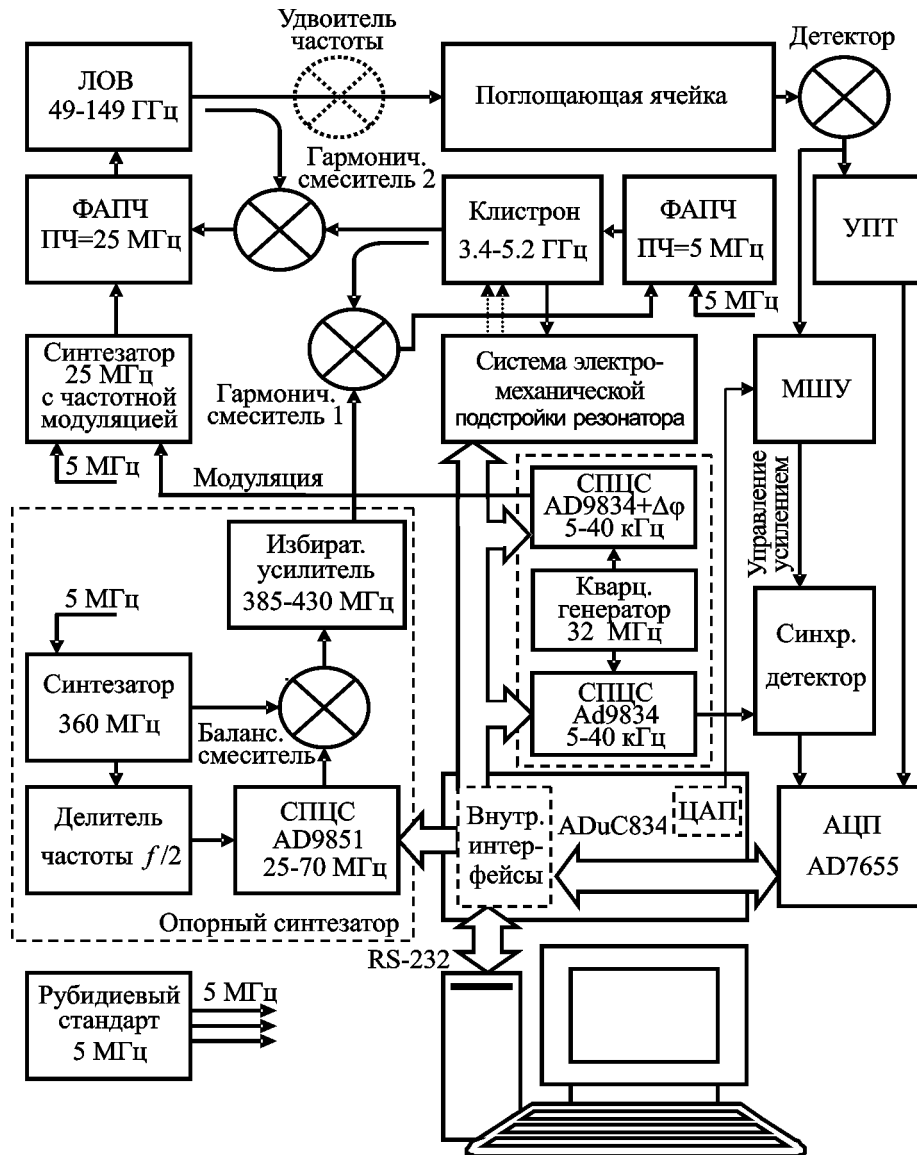 Удвоитель
частоты
Детектор
ЛОВ
49-149 ГГц
Поглощающая ячейка
Гармонич.
смеситель 2
ФАПЧ
ПЧ=25 МГц
Клистрон
3.4-5.2 ГГц
ФАПЧ
ПЧ=5 МГц
УПТ
5 МГц
Синтезатор
25 МГц
с частотной
модуляцией
Гармонич.
смеситель 1
Система электро-
механической
подстройки резонатора
МШУ
5 МГц
Модуляция
СПЦС
AD9834+Δφ
5-40 кГц
Управление
усилением
Избират.
усилитель
385-430 МГц
Кварц.
генератор
32 МГц
5 МГц
Синтезатор
360 МГц
Баланс.
смеситель
СПЦС
Ad9834
5-40 кГц
Синхр.
детектор
Делитель
частоты f/2
СПЦС
AD9851
25-70 МГц
Внутр.
интер-
фейсы
ADuC834
ЦАП
АЦП
AD7655
Опорный синтезатор
RS-232
Рубидиевый
стандарт
5 МГц
5 МГц